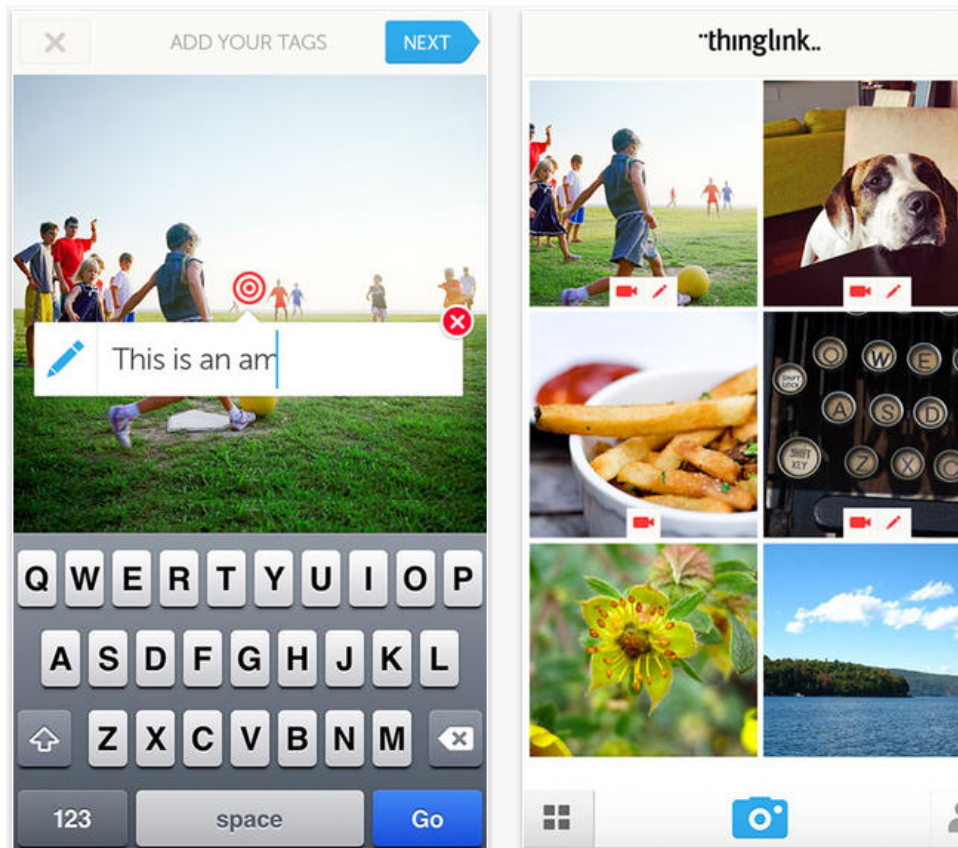 ADD YOUR TAGS
NEXT
This is an am
Q W E R T Y U I O P
A S D F G H J K L
Z X C V B N M
123
space
Go
thinglink..
SHIFT LOCK
Q W E
A S D
SHIFT KEY
Z X C